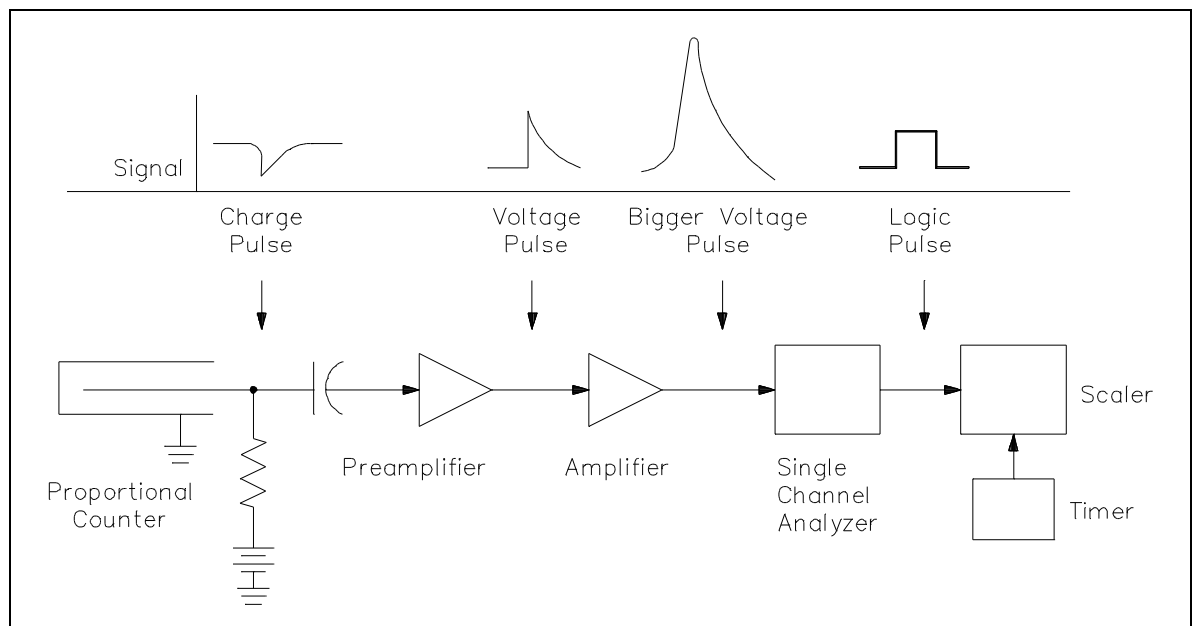 Signal
Charge
Pulse
Voltage
Pulse
Bigger Voltage
Pulse
Logic
Pulse
Scaler
Preamplifier
Amplifier
Single
Channel
Analyzer
Proportional
Counter
Timer